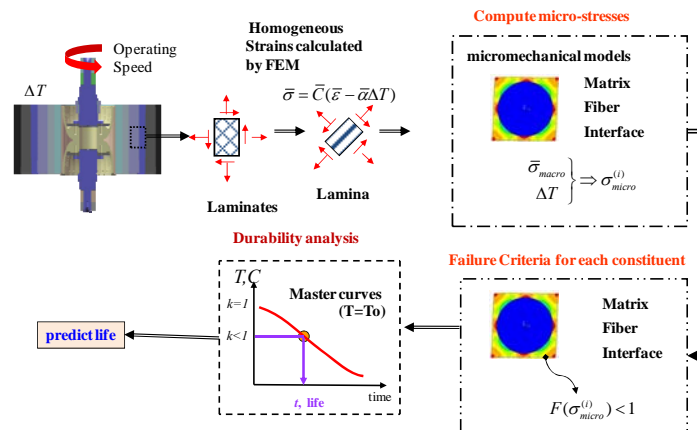 Compute micro-stresses
Operating
Speed
Homogeneous
Strains calculated
by FEM
ΔT
σ̄ = C̄(ε̄ − ᾱΔT)
Laminates
Lamina
micromechanical models
Matrix
Fiber
Interface
σ̄macro
ΔT
} ⇒ σ(i)micro
Durability analysis
T,C
k=1
k<1
Master curves
(T=To)
t, life
time
predict life
Failure Criteria for each constituent
Matrix
Fiber
Interface
F(σ(i)micro) < 1